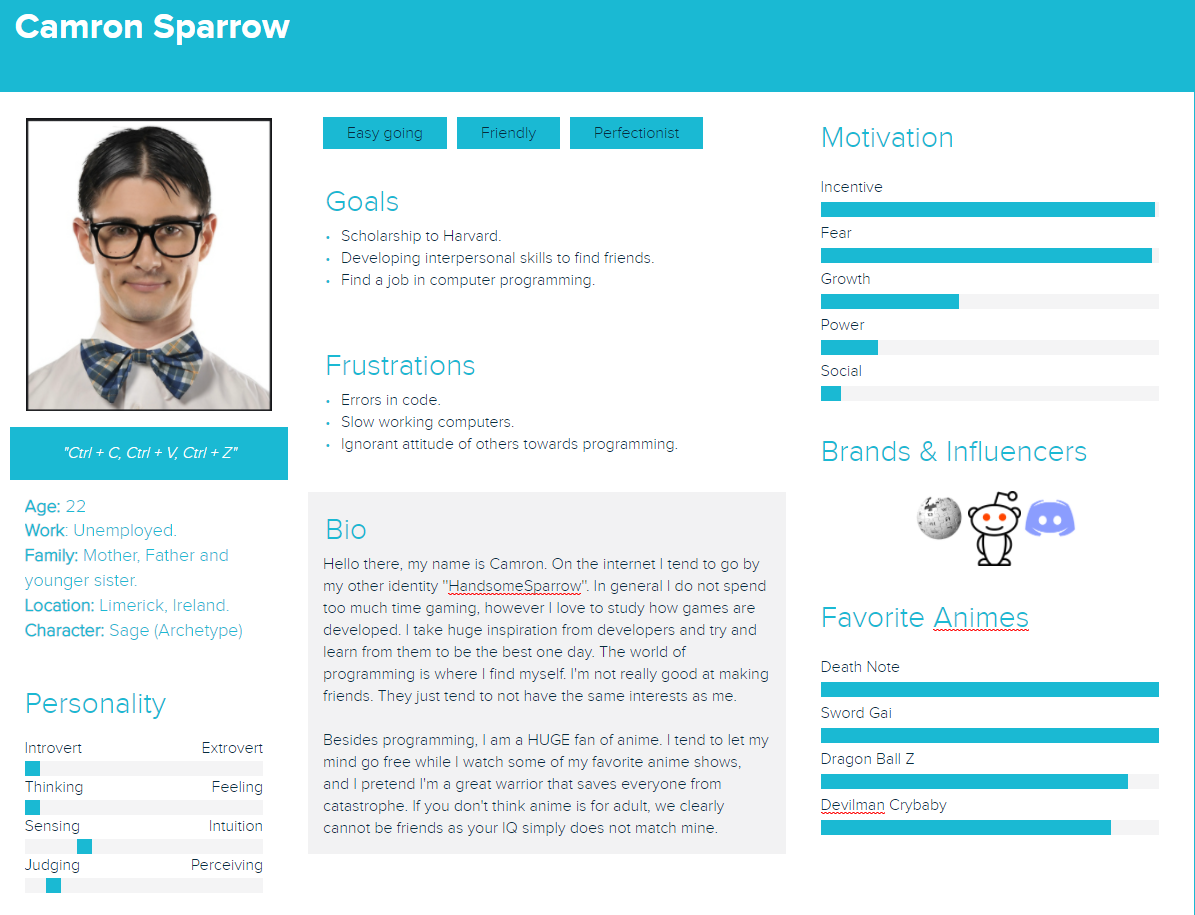 Camron Sparrow
"Ctrl + C, Ctrl + V, Ctrl + Z"
Age: 22
Work: Unemployed.
Family: Mother, Father and
younger sister.
Location: Limerick, Ireland.
Character: Sage (Archetype)
Personality
Introvert Extrovert
Thinking Feeling
Sensing Intuition
Judging Perceiving
Easy going Friendly Perfectionist
Goals
• Scholarship to Harvard.
• Developing interpersonal skills to find friends.
• Find a job in computer programming.
Frustrations
• Errors in code.
• Slow working computers.
• Ignorant attitude of others towards programming.
Bio
Hello there, my name is Camron. On the internet I tend to go by
my other identity "HandsomeSparrow". In general I do not spend
too much time gaming, however I love to study how games are
developed. I take huge inspiration from developers and try and
learn from them to be the best one day. The world of
programming is where I find myself. I'm not really good at making
friends. They just tend to not have the same interests as me.
Besides programming, I am a HUGE fan of anime. I tend to let my
mind go free while I watch some of my favorite anime shows,
and I pretend I'm a great warrior that saves everyone from
catastrophe. If you don't think anime is for adult, we clearly
cannot be friends as your IQ simply does not match mine.
Motivation
Incentive
Fear
Growth
Power
Social
Brands & Influencers
Favorite Animes
Death Note
Sword Gai
Dragon Ball Z
Devilman Crybaby